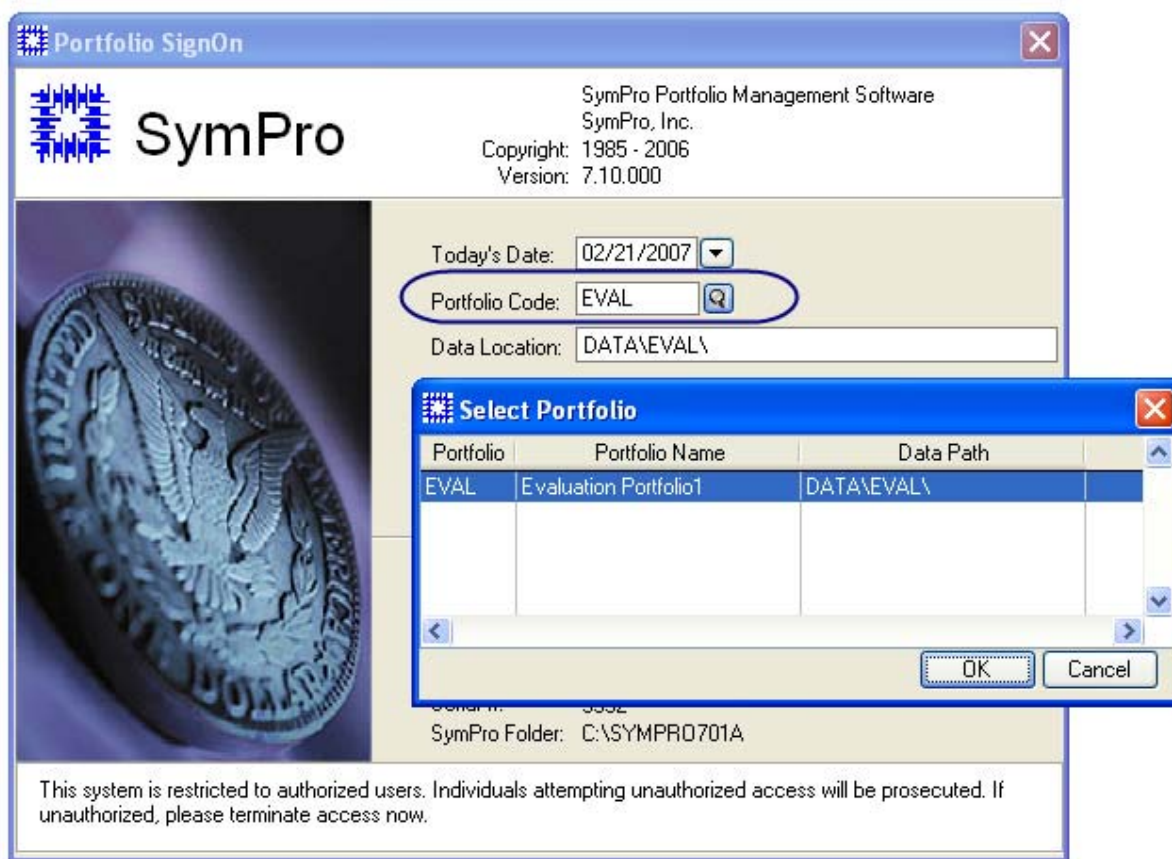 Portfolio SignOn
SymPro
SymPro Portfolio Management Software
SymPro, Inc.
Copyright: 1985 - 2006
Version: 7.10.000
Today's Date: 02/21/2007
Portfolio Code: EVAL
Data Location: DATA\EVAL\
Select Portfolio
Portfolio Portfolio Name Data Path
EVAL Evaluation Portfolio1 DATA\EVAL\
OK Cancel
SymPro Folder: C:\SYMPRO701A
This system is restricted to authorized users. Individuals attempting unauthorized access will be prosecuted. If
unauthorized, please terminate access now.